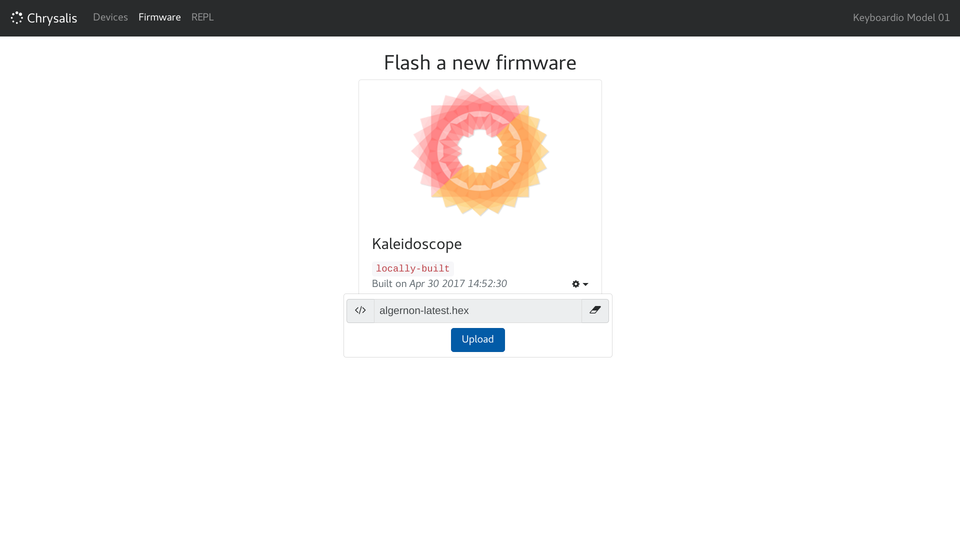 Chrysalis Devices Firmware REPL Keyboardio Model 01
Flash a new firmware
Kaleidoscope
locally-built
Built on Apr 30 2017 14:52:30
</> algernon-latest.hex
Upload